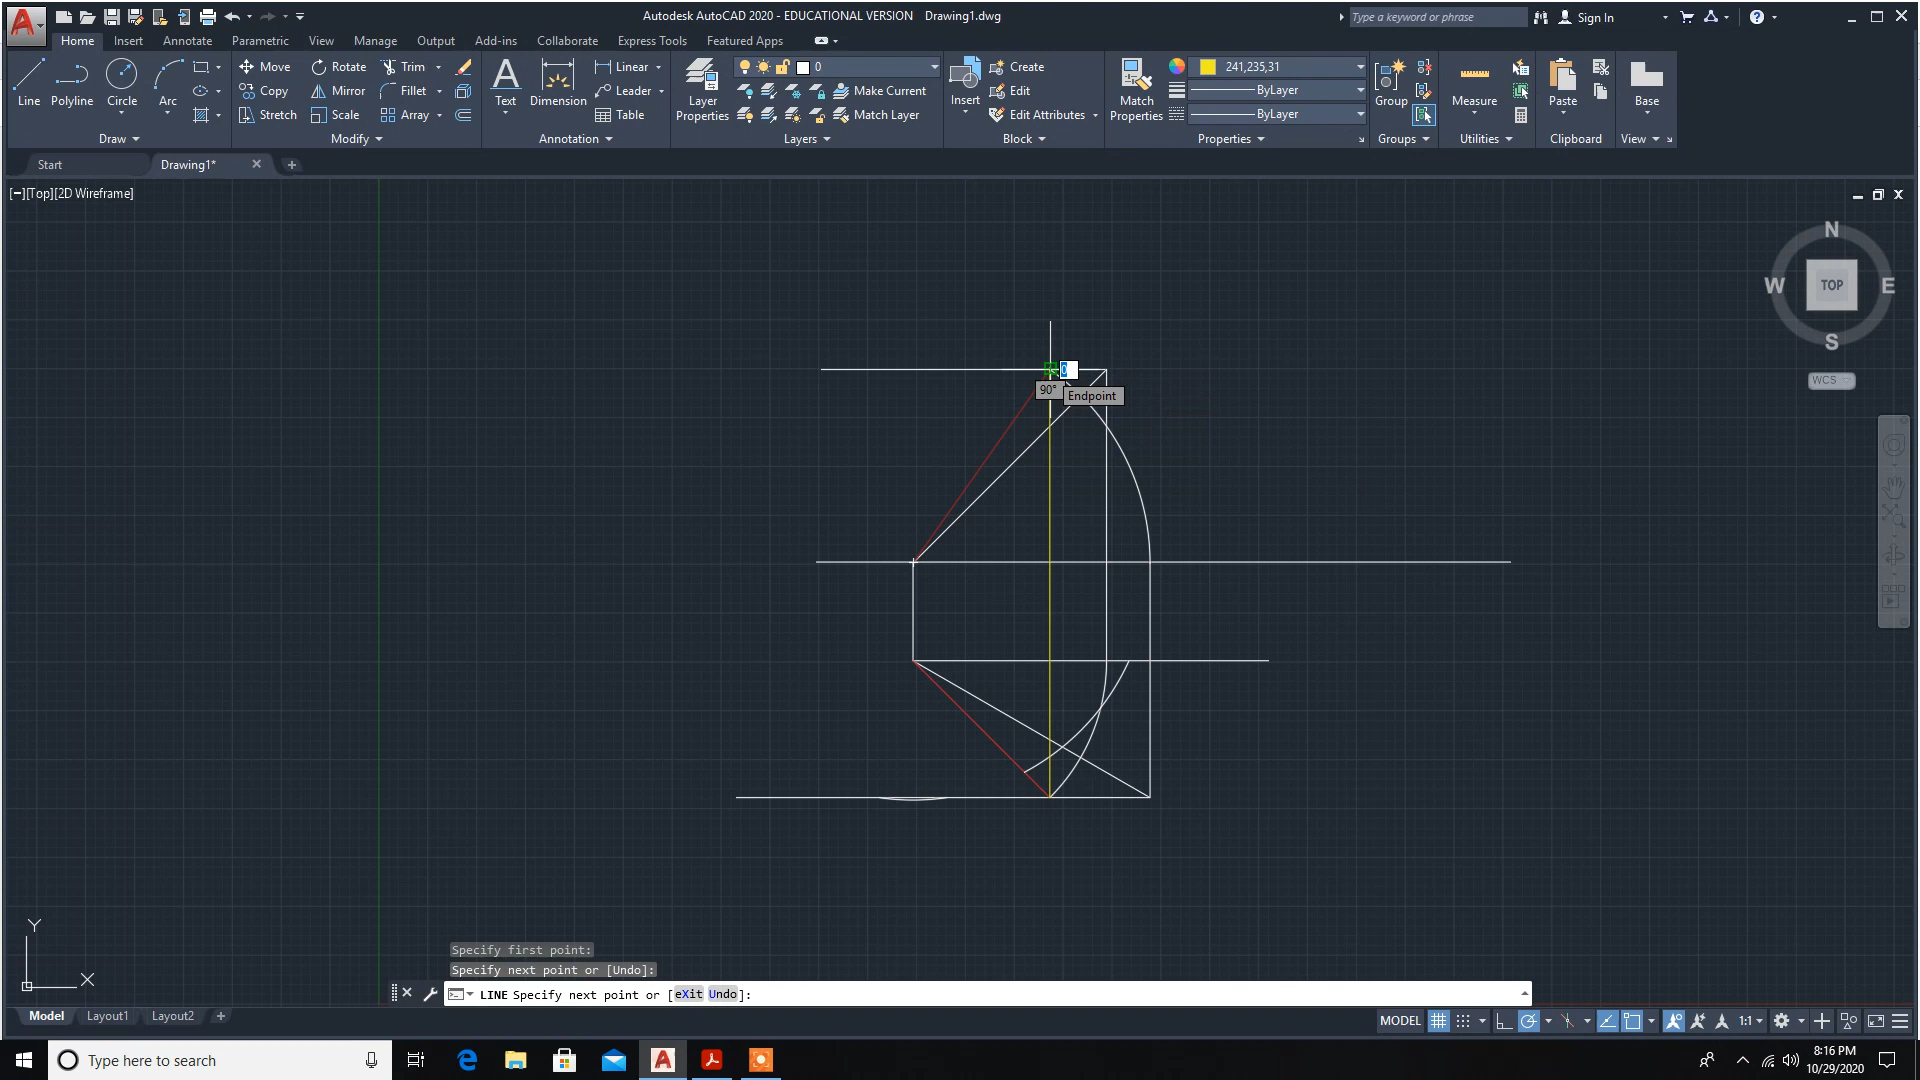 Autodesk AutoCAD 2020 - EDUCATIONAL VERSION Drawing1.dwg
Type a keyword or phrase
Sign In
Home Insert Annotate Parametric View Manage Output Add-ins Collaborate Express Tools Featured Apps
Line Polyline Circle Arc
Move Rotate Trim
Copy Mirror Fillet
Stretch Scale Array
Text Dimension
Linear
Leader
Table
Layer Properties
0
Make Current
Match Layer
Insert
Create
Edit
Edit Attributes
Match Properties
241,235,31
ByLayer
ByLayer
Group
Measure
Paste
Base
Draw Modify Annotation Layers Block Properties Groups Utilities Clipboard View
Start Drawing1*
[−][Top][2D Wireframe]
N
W TOP E
S
WCS
0
90°
Endpoint
Y
X
Specify first point:
Specify next point or [Undo]:
LINE Specify next point or [eXit Undo]:
Model Layout1 Layout2
MODEL
1:1
Type here to search
8:16 PM
10/29/2020